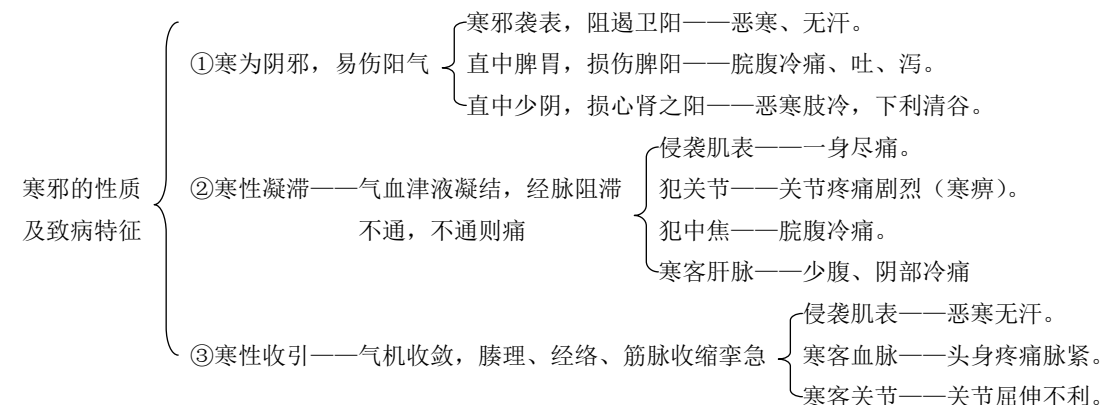 寒邪袭表，阻遏卫阳——恶寒、无汗。
①寒为阴邪，易伤阳气
直中脾胃，损伤脾阳——脘腹冷痛、吐、泻。
直中少阴，损心肾之阳——恶寒肢冷，下利清谷。
寒邪的性质
及致病特征
②寒性凝滞——气血津液凝结，经脉阻滞
不通，不通则痛
侵袭肌表——一身尽痛。
犯关节——关节疼痛剧烈（寒痹）。
犯中焦——脘腹冷痛。
寒客肝脉——少腹、阴部冷痛
③寒性收引——气机收敛，腠理、经络、筋脉收缩挛急
侵袭肌表——恶寒无汗。
寒客血脉——头身疼痛脉紧。
寒客关节——关节屈伸不利。